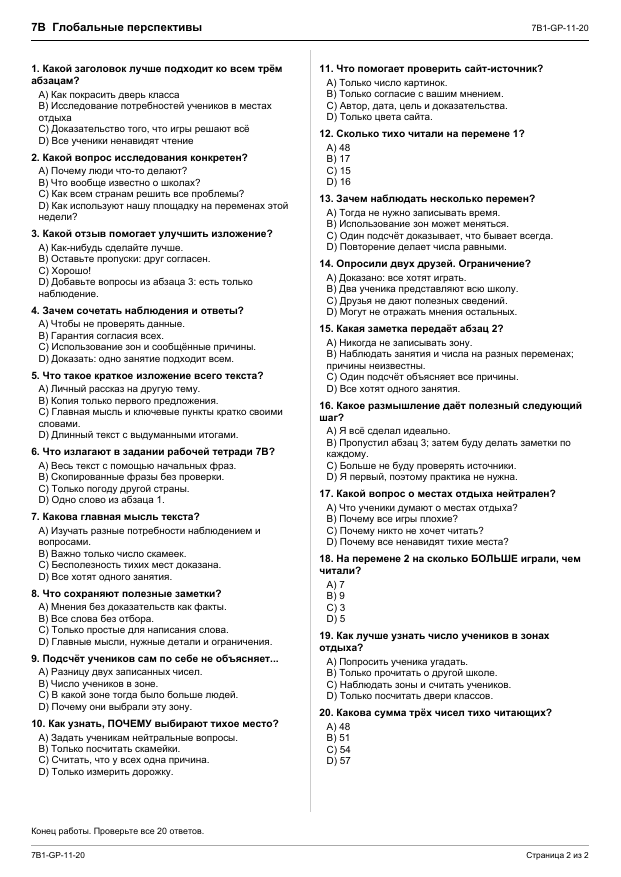 7В Глобальные перспективы
7B1-GP-11-20
1. Какой заголовок лучше подходит ко всем трём
абзацам?
A) Как покрасить дверь класса
B) Исследование потребностей учеников в местах
отдыха
C) Доказательство того, что игры решают всё
D) Все ученики ненавидят чтение
2. Какой вопрос исследования конкретен?
A) Почему люди что-то делают?
B) Что вообще известно о школах?
C) Как всем странам решить все проблемы?
D) Как используют нашу площадку на переменах этой
недели?
3. Какой отзыв помогает улучшить изложение?
A) Как-нибудь сделайте лучше.
B) Оставьте пропуски: друг согласен.
C) Хорошо!
D) Добавьте вопросы из абзаца 3: есть только
наблюдение.
4. Зачем сочетать наблюдения и ответы?
A) Чтобы не проверять данные.
B) Гарантия согласия всех.
C) Использование зон и сообщённые причины.
D) Доказать: одно занятие подходит всем.
5. Что такое краткое изложение всего текста?
A) Личный рассказ на другую тему.
B) Копия только первого предложения.
C) Главная мысль и ключевые пункты кратко своими
словами.
D) Длинный текст с выдуманными итогами.
6. Что излагают в задании рабочей тетради 7В?
A) Весь текст с помощью начальных фраз.
B) Скопированные фразы без проверки.
C) Только погоду другой страны.
D) Одно слово из абзаца 1.
7. Какова главная мысль текста?
A) Изучать разные потребности наблюдением и
вопросами.
B) Важно только число скамеек.
C) Бесполезность тихих мест доказана.
D) Все хотят одного занятия.
8. Что сохраняют полезные заметки?
A) Мнения без доказательств как факты.
B) Все слова без отбора.
C) Только простые для написания слова.
D) Главные мысли, нужные детали и ограничения.
9. Подсчёт учеников сам по себе не объясняет...
A) Разницу двух записанных чисел.
B) Число учеников в зоне.
C) В какой зоне тогда было больше людей.
D) Почему они выбрали эту зону.
10. Как узнать, ПОЧЕМУ выбирают тихое место?
A) Задать ученикам нейтральные вопросы.
B) Только посчитать скамейки.
C) Считать, что у всех одна причина.
D) Только измерить дорожку.
11. Что помогает проверить сайт-источник?
A) Только число картинок.
B) Только согласие с вашим мнением.
C) Автор, дата, цель и доказательства.
D) Только цвета сайта.
12. Сколько тихо читали на перемене 1?
A) 48
B) 17
C) 15
D) 16
13. Зачем наблюдать несколько перемен?
A) Тогда не нужно записывать время.
B) Использование зон может меняться.
C) Один подсчёт доказывает, что бывает всегда.
D) Повторение делает числа равными.
14. Опросили двух друзей. Ограничение?
A) Доказано: все хотят играть.
B) Два ученика представляют всю школу.
C) Друзья не дают полезных сведений.
D) Могут не отражать мнения остальных.
15. Какая заметка передаёт абзац 2?
A) Никогда не записывать зону.
B) Наблюдать занятия и числа на разных переменах;
причины неизвестны.
C) Один подсчёт объясняет все причины.
D) Все хотят одного занятия.
16. Какое размышление даёт полезный следующий
шаг?
A) Я всё сделал идеально.
B) Пропустил абзац 3; затем буду делать заметки по
каждому.
C) Больше не буду проверять источники.
D) Я первый, поэтому практика не нужна.
17. Какой вопрос о местах отдыха нейтрален?
A) Что ученики думают о местах отдыха?
B) Почему все игры плохие?
C) Почему никто не хочет читать?
D) Почему все ненавидят тихие места?
18. На перемене 2 на сколько БОЛЬШЕ играли, чем
читали?
A) 7
B) 9
C) 3
D) 5
19. Как лучше узнать число учеников в зонах
отдыха?
A) Попросить ученика угадать.
B) Только прочитать о другой школе.
C) Наблюдать зоны и считать учеников.
D) Только посчитать двери классов.
20. Какова сумма трёх чисел тихо читающих?
A) 48
B) 51
C) 54
D) 57
Конец работы. Проверьте все 20 ответов.
7B1-GP-11-20
Страница 2 из 2